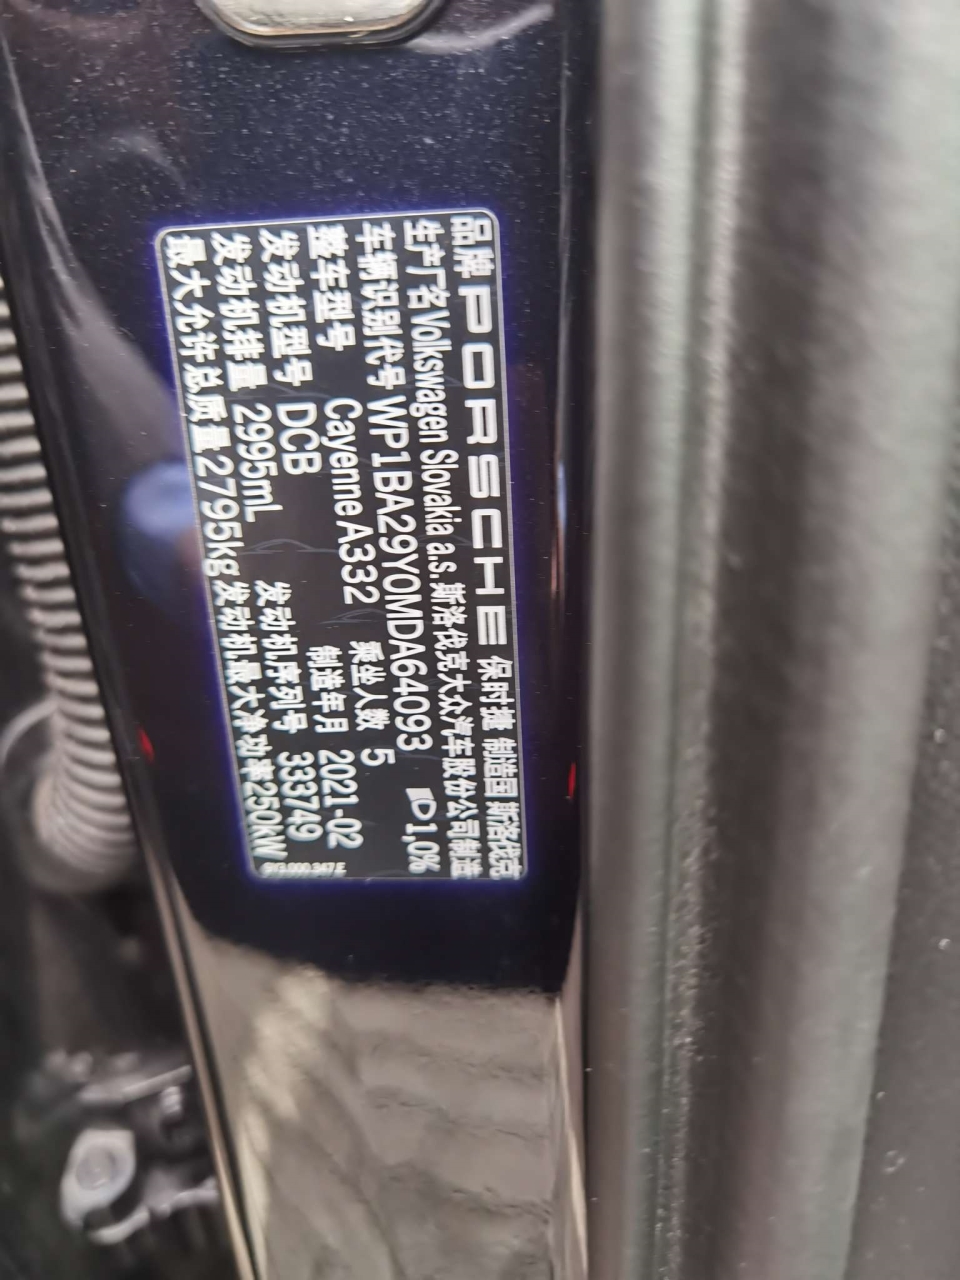 品牌 PORSCHE 保时捷 制造国 斯洛伐克
生产厂名 Volkswagen Slovakia a.s. 斯洛伐克大众汽车股份公司制造
车辆识别代号 WP1BA29Y0MDA64093 1,0%
整车型号 Cayenne A332 乘坐人数 5
发动机型号 DCB 制造年月 2021-02
发动机排量 2995mL 发动机序列号 333749
最大允许总质量 2795kg 发动机最大净功率 250kW
9Y3.000.347.E